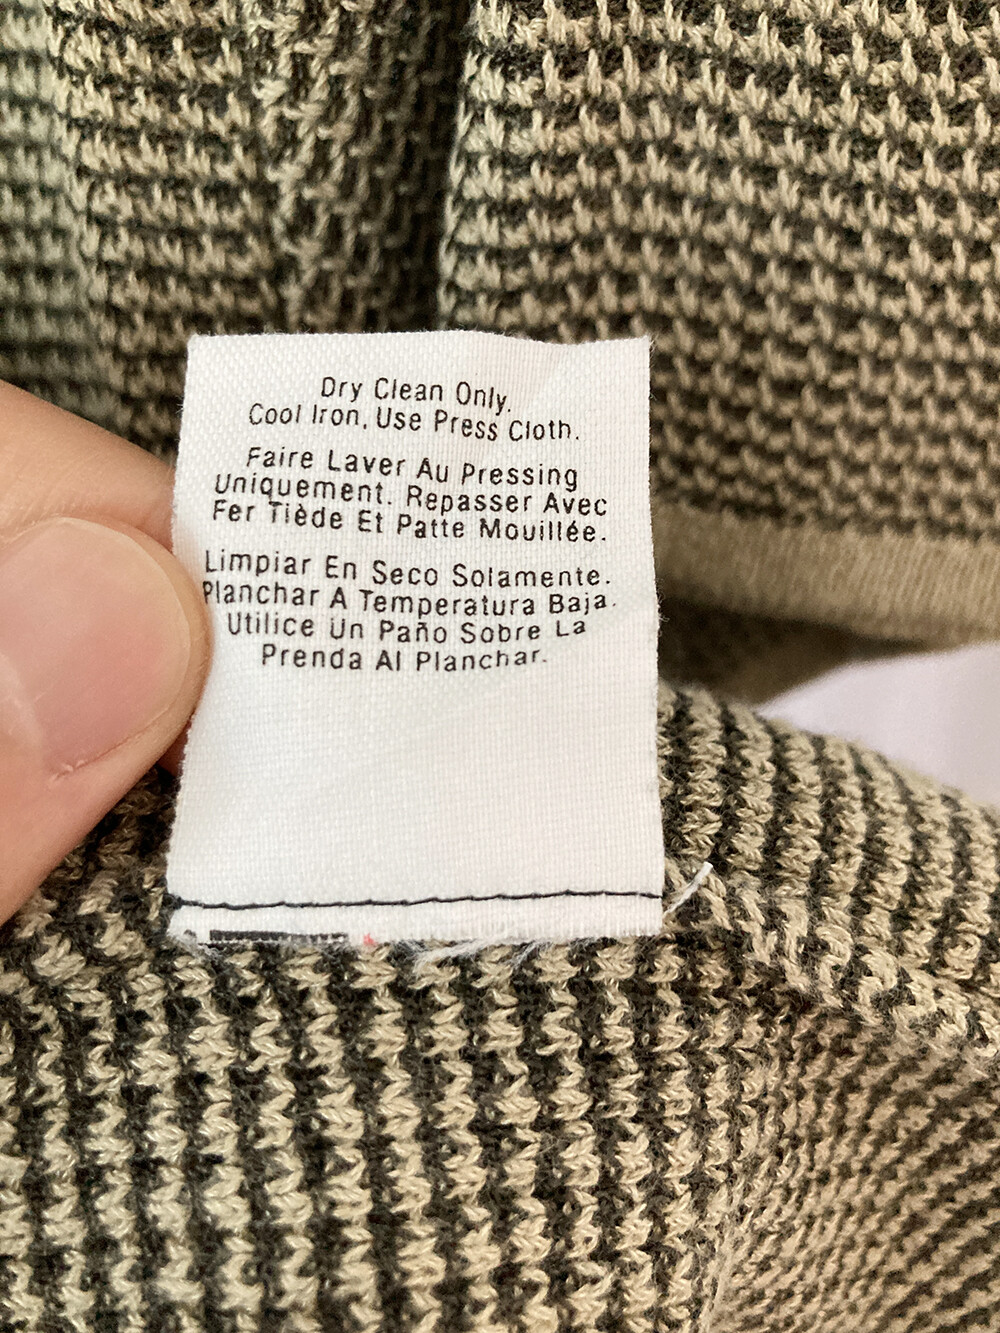 Dry Clean Only.
Cool Iron, Use Press Cloth.
Faire Laver Au Pressing
Uniquement. Repasser Avec
Fer Tiède Et Patte Mouillée.
Limpiar En Seco Solamente.
Planchar A Temperatura Baja.
Utilice Un Paño Sobre La
Prenda Al Planchar.